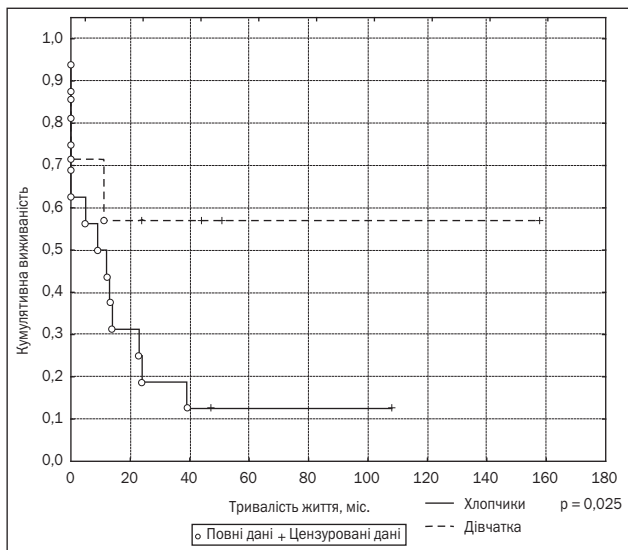 Кумулятивна виживаність
1,0
0,9
0,8
0,7
0,6
0,5
0,4
0,3
0,2
0,1
0,0
0 20 40 60 80 100 120 140 160 180
Тривалість життя, міс.
Хлопчики p = 0,025
Дівчатка
Повні дані + Цензуровані дані